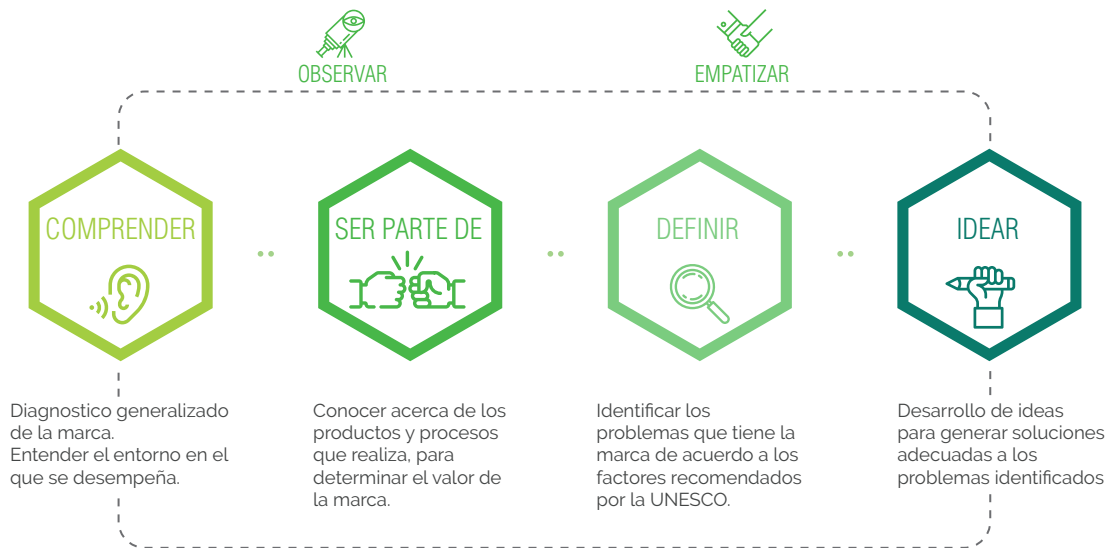 OBSERVAR
EMPATIZAR
COMPRENDER
SER PARTE DE
DEFINIR
IDEAR
Diagnostico generalizado
de la marca.
Entender el entorno en el
que se desempeña.
Conocer acerca de los
productos y procesos
que realiza, para
determinar el valor de
la marca.
Identificar los
problemas que tiene la
marca de acuerdo a los
factores recomendados
por la UNESCO.
Desarrollo de ideas
para generar soluciones
adecuadas a los
problemas identificados